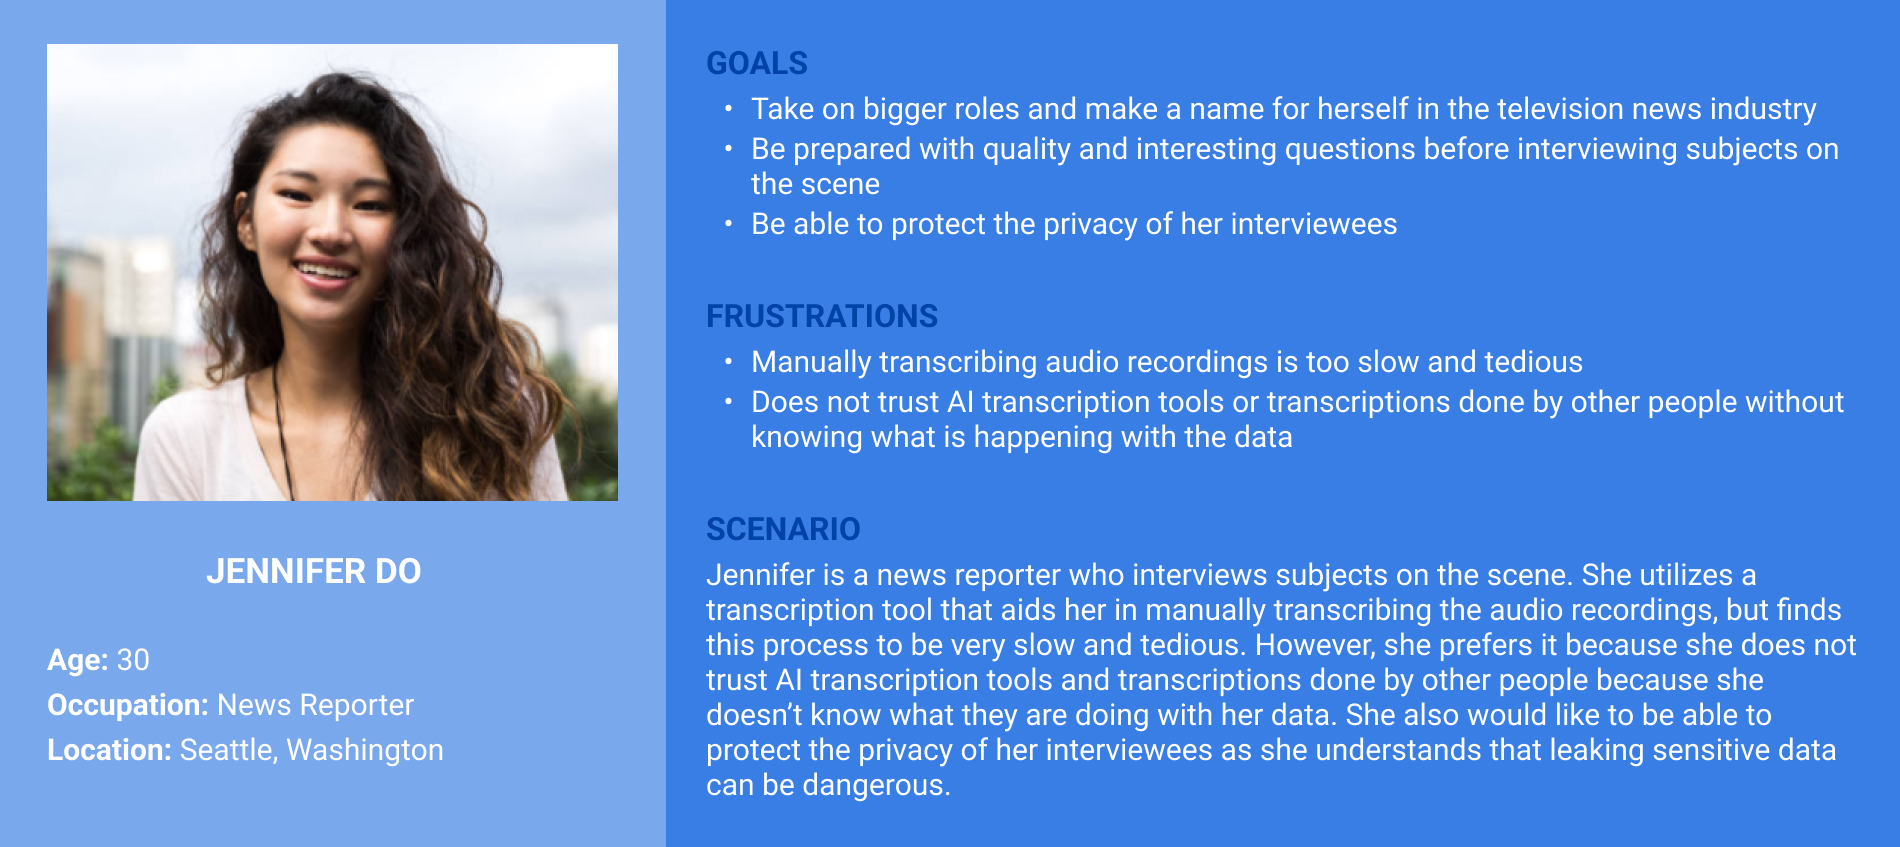 JENNIFER DO
Age: 30
Occupation: News Reporter
Location: Seattle, Washington
GOALS
• Take on bigger roles and make a name for herself in the television news industry
• Be prepared with quality and interesting questions before interviewing subjects on
the scene
• Be able to protect the privacy of her interviewees
FRUSTRATIONS
• Manually transcribing audio recordings is too slow and tedious
• Does not trust AI transcription tools or transcriptions done by other people without
knowing what is happening with the data
SCENARIO
Jennifer is a news reporter who interviews subjects on the scene. She utilizes a
transcription tool that aids her in manually transcribing the audio recordings, but finds
this process to be very slow and tedious. However, she prefers it because she does not
trust AI transcription tools and transcriptions done by other people because she
doesn’t know what they are doing with her data. She also would like to be able to
protect the privacy of her interviewees as she understands that leaking sensitive data
can be dangerous.